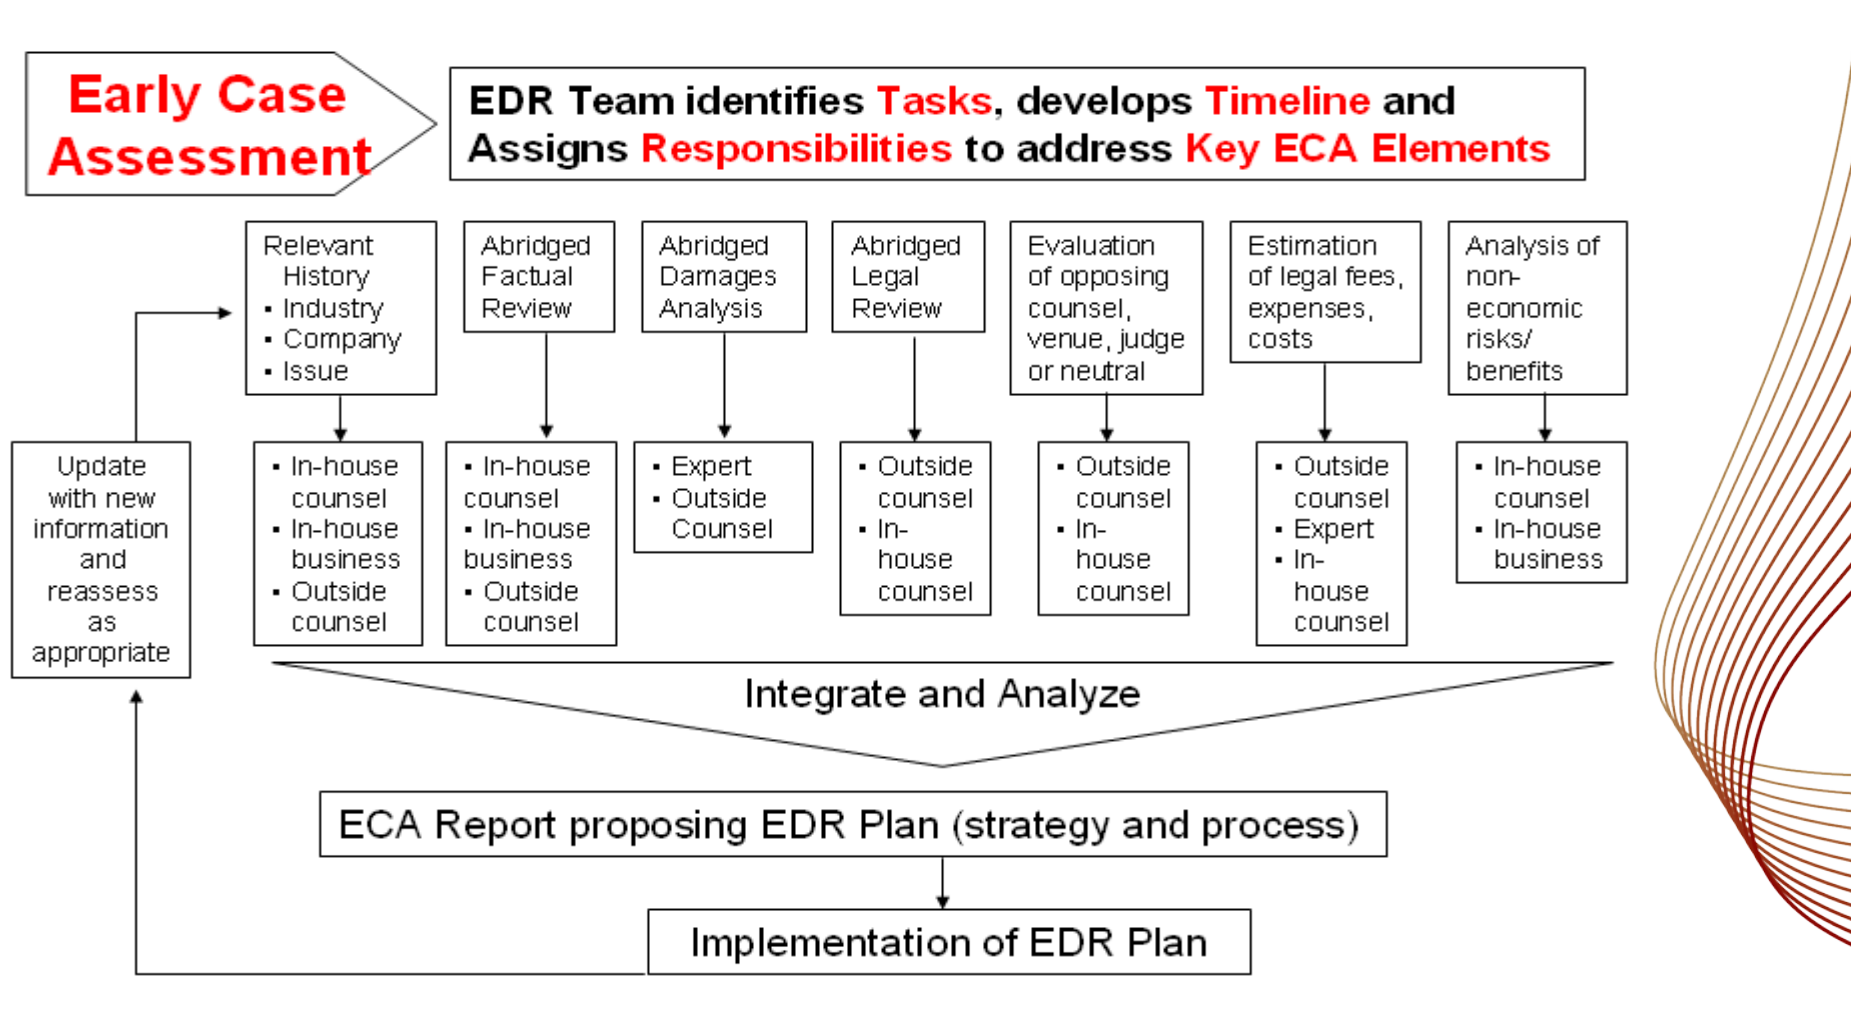 Early Case
Assessment
EDR Team identifies Tasks, develops Timeline and
Assigns Responsibilities to address Key ECA Elements
Relevant
History
▪ Industry
▪ Company
▪ Issue
Abridged
Factual
Review
Abridged
Damages
Analysis
Abridged
Legal
Review
Evaluation
of opposing
counsel,
venue, judge
or neutral
Estimation
of legal fees,
expenses,
costs
Analysis of
non-
economic
risks/
benefits
Update
with new
information
and
reassess
as
appropriate
▪ In-house
counsel
▪ In-house
business
▪ Outside
counsel
▪ In-house
counsel
▪ In-house
business
▪ Outside
counsel
▪ Expert
▪ Outside
Counsel
▪ Outside
counsel
▪ In-
house
counsel
▪ Outside
counsel
▪ In-
house
counsel
▪ Outside
counsel
▪ Expert
▪ In-
house
counsel
▪ In-house
counsel
▪ In-house
business
Integrate and Analyze
ECA Report proposing EDR Plan (strategy and process)
Implementation of EDR Plan